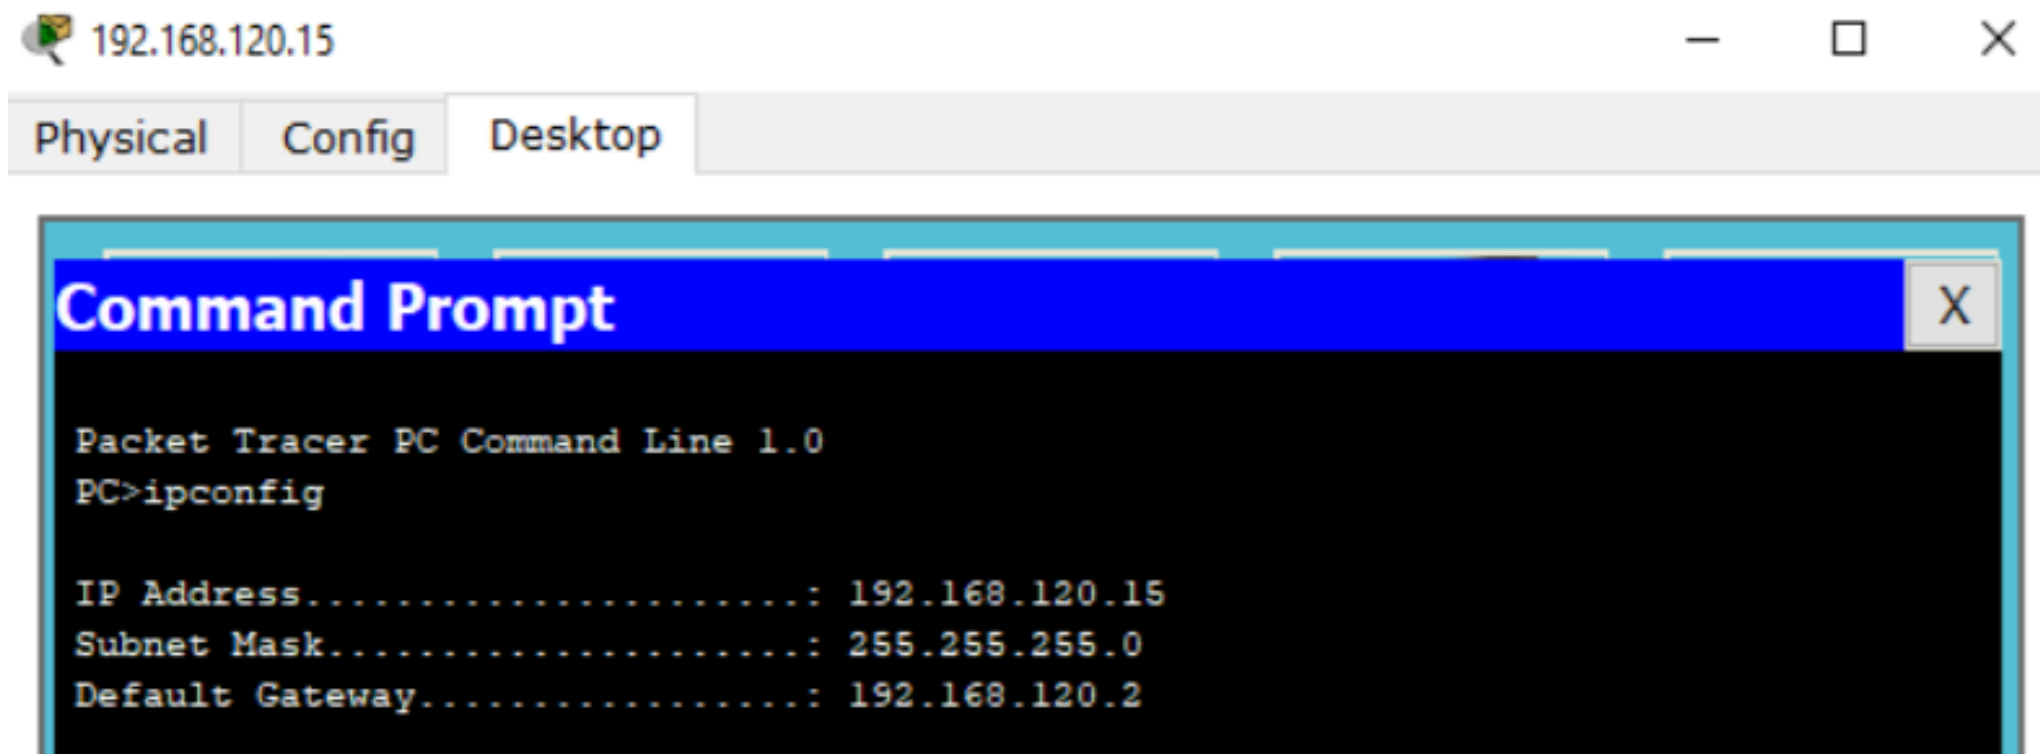 192.168.120.15
Physical Config Desktop
Command Prompt X
Packet Tracer PC Command Line 1.0
PC>ipconfig
IP Address......................: 192.168.120.15
Subnet Mask.....................: 255.255.255.0
Default Gateway.................: 192.168.120.2